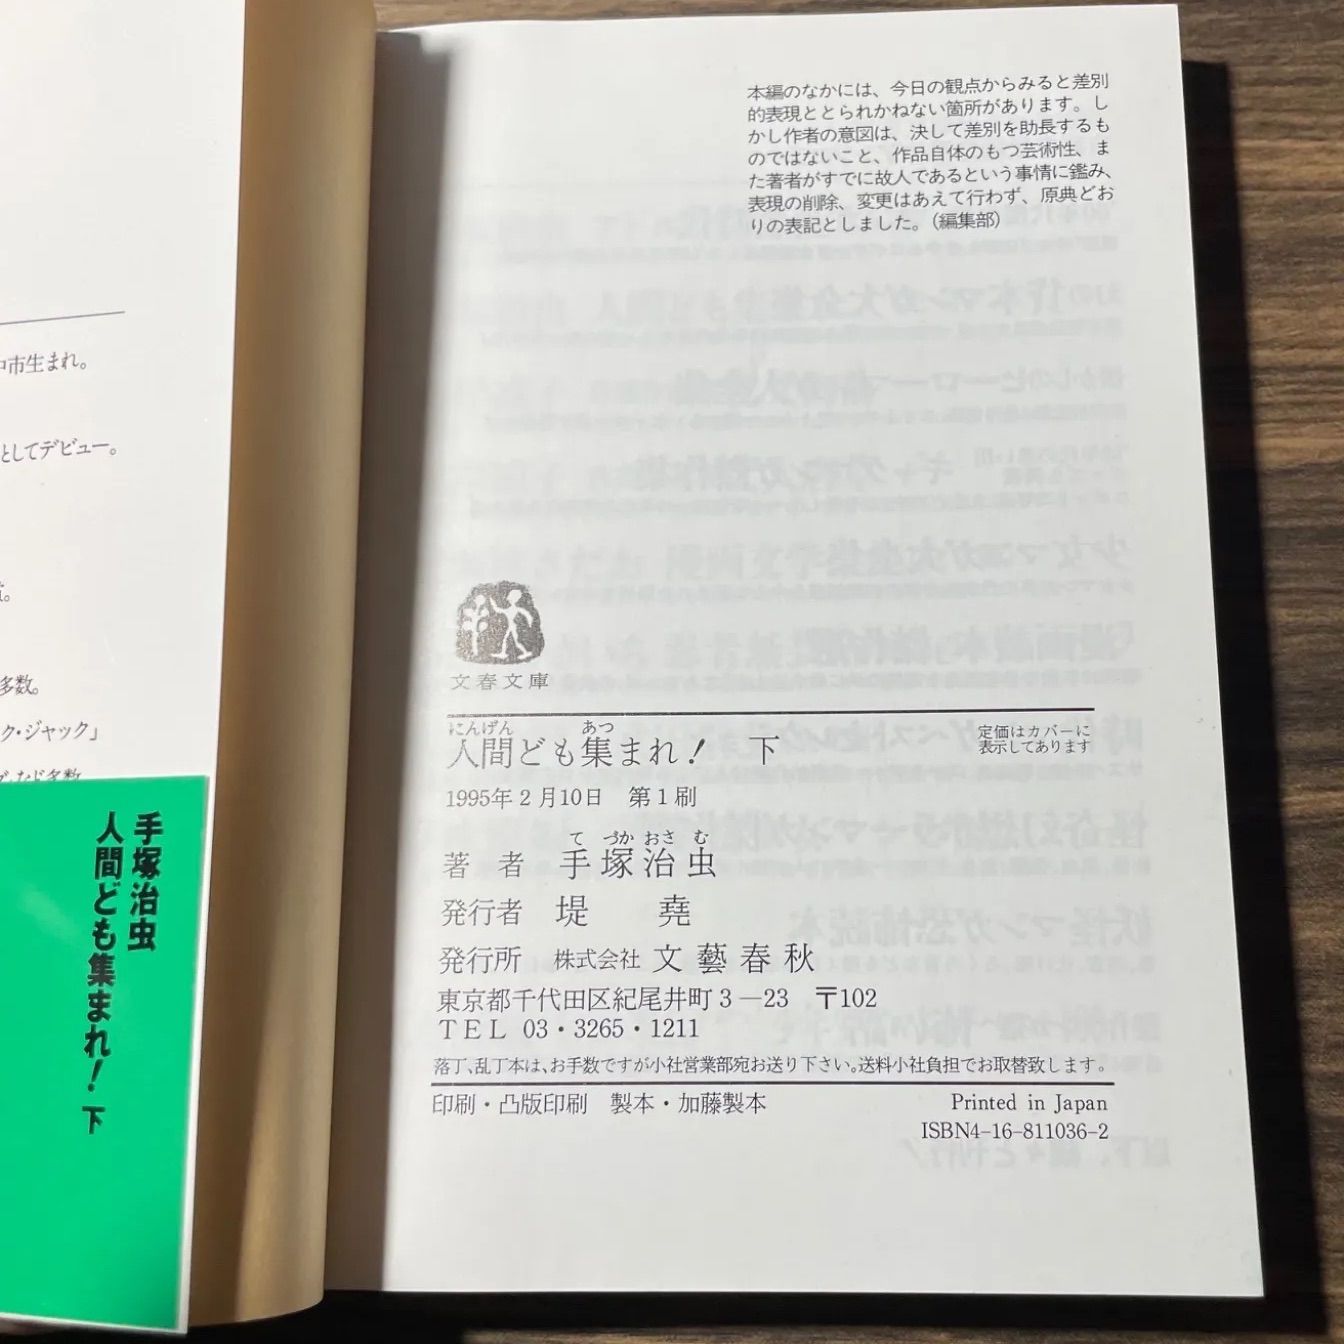 本編のなかには、今日の観点からみると差別
的表現ととられかねない箇所があります。し
かし作者の意図は、決して差別を助長するも
のではないこと、作品自体のもつ芸術性、ま
た著者がすでに故人であるという事情に鑑み、
表現の削除、変更はあえて行わず、原典どお
りの表記としました。（編集部）
文春文庫
にんげん あつ
人間ども集まれ！ 下
定価はカバーに
表示してあります
1995年2月10日 第1刷
て づか おさ む
著 者 手塚治虫
発行者 堤 堯
発行所 株式会社 文藝春秋
東京都千代田区紀尾井町3－23 〒102
TEL 03・3265・1211
落丁、乱丁本は、お手数ですが小社営業部宛お送り下さい。送料小社負担でお取替致します。
印刷・凸版印刷 製本・加藤製本
Printed in Japan
ISBN4-16-811036-2
市生まれ。
としてデビュー。
多数。
ク・ジャック」
など多数
手塚治虫
人間ども集まれ！ 下